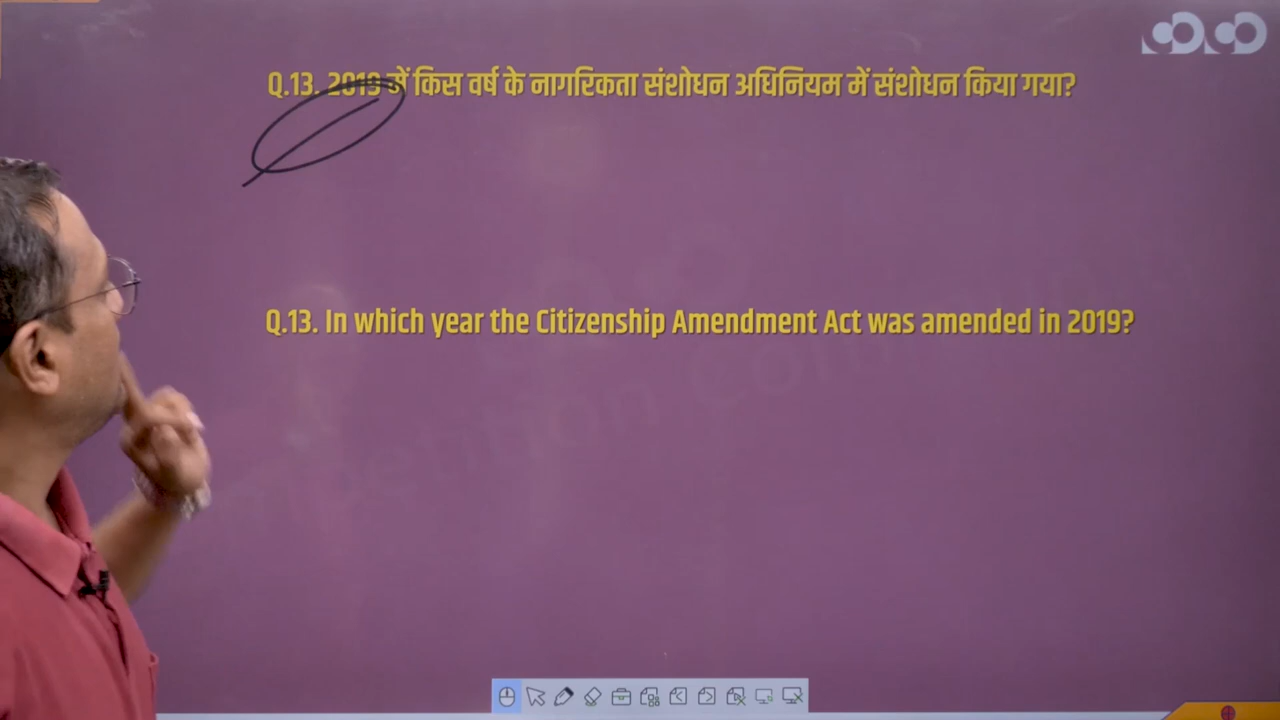 Q.13. 2019 में किस वर्ष के नागरिकता संशोधन अधिनियम में संशोधन किया गया?
Q.13. In which year the Citizenship Amendment Act was amended in 2019?